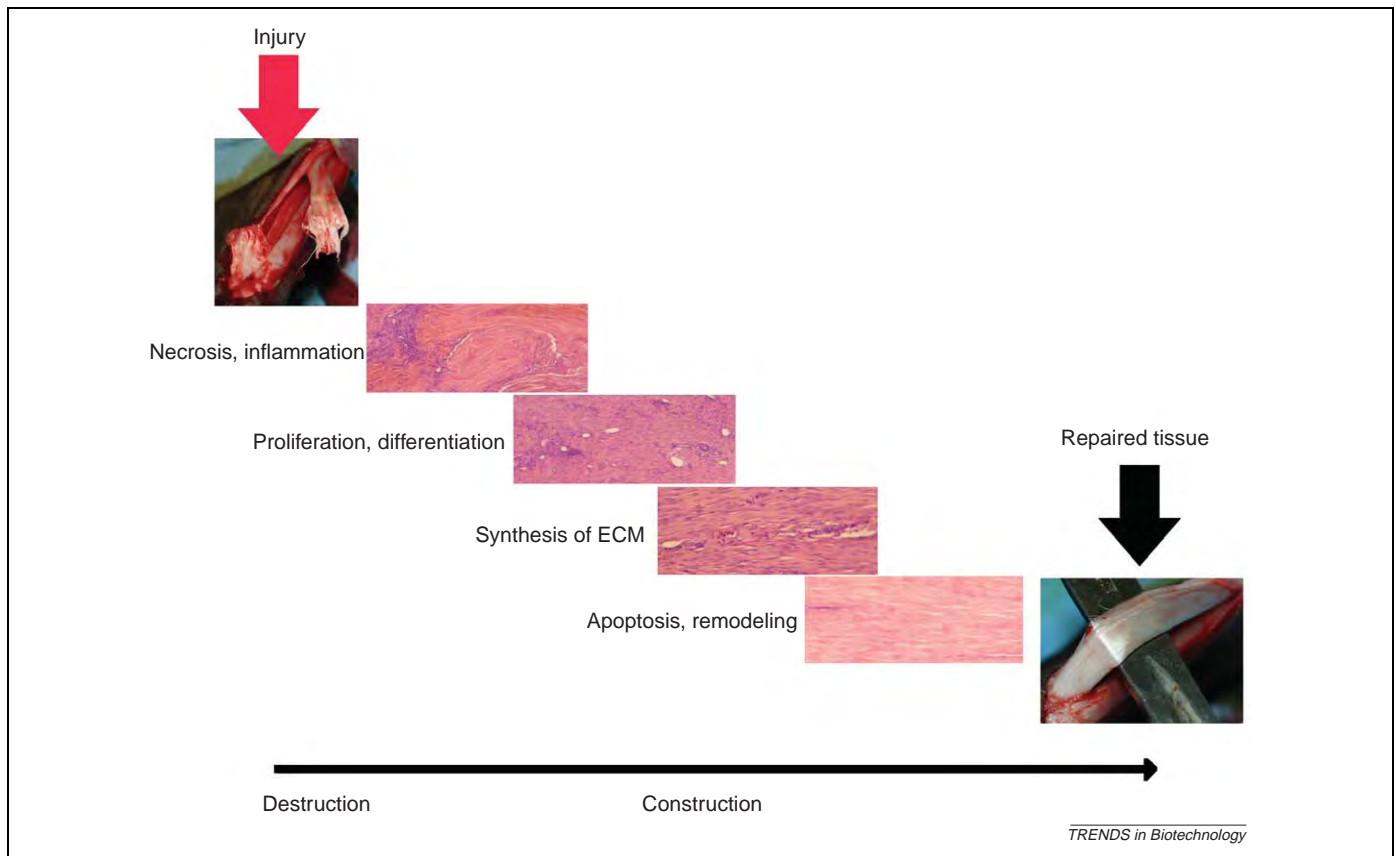 Injury
Necrosis, inflammation
Proliferation, differentiation
Repaired tissue
Synthesis of ECM
Apoptosis, remodeling
Destruction
Construction
TRENDS in Biotechnology